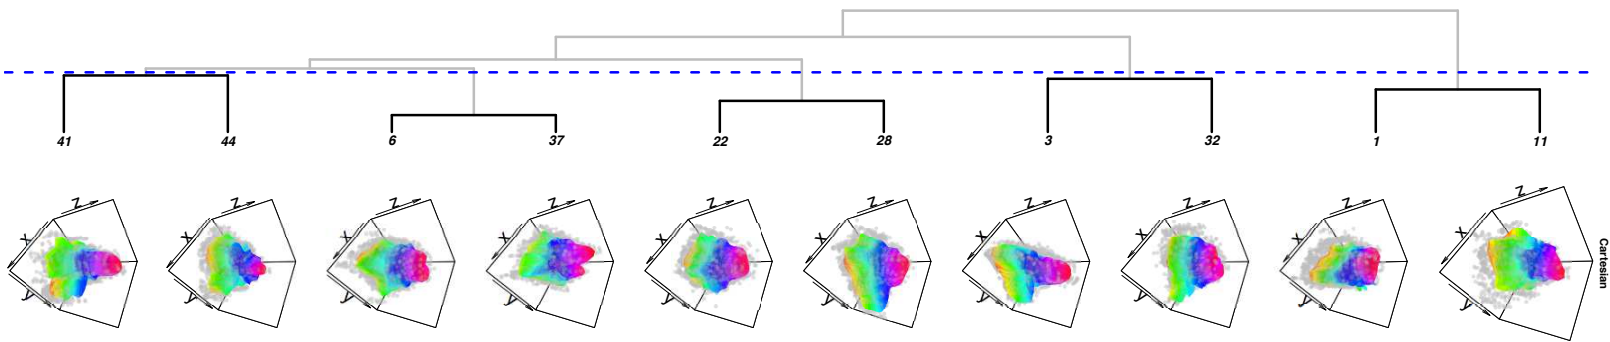 41 44 6 37 22 28 3 32 1 11
Z Z Z Z Z Z Z Z Z Z
X X X X X X X X X X
Cartesian
y y y y y y y y y y